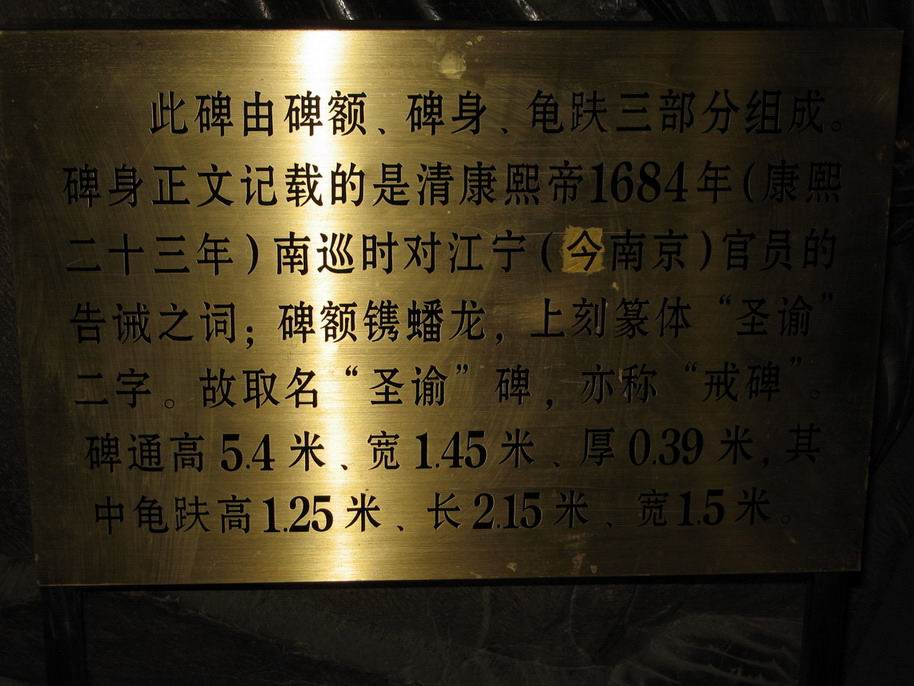 此碑由碑额、碑身、龟趺三部分组成。
碑身正文记载的是清康熙帝1684年(康熙
二十三年)南巡时对江宁(今南京)官员的
告诫之词;碑额镌蟠龙,上刻篆体“圣谕”
二字。故取名“圣谕”碑,亦称“戒碑”。
碑通高5.4米、宽1.45米、厚0.39米,其
中龟趺高1.25米、长2.15米、宽1.5米。